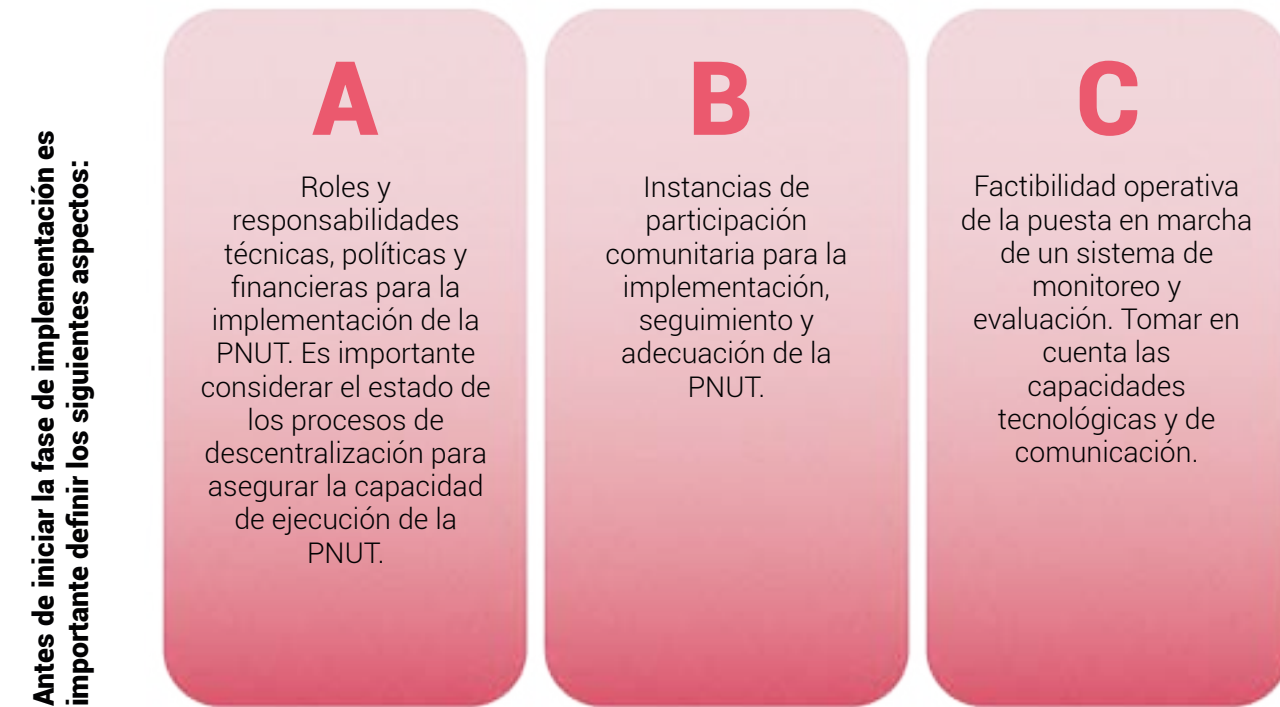 Antes de iniciar la fase de implementación es
importante definir los siguientes aspectos:
A
Roles y
responsabilidades
técnicas, políticas y
financieras para la
implementación de la
PNUT. Es importante
considerar el estado de
los procesos de
descentralización para
asegurar la capacidad
de ejecución de la
PNUT.
B
Instancias de
participación
comunitaria para la
implementación,
seguimiento y
adecuación de la
PNUT.
C
Factibilidad operativa
de la puesta en marcha
de un sistema de
monitoreo y
evaluación. Tomar en
cuenta las
capacidades
tecnológicas y de
comunicación.